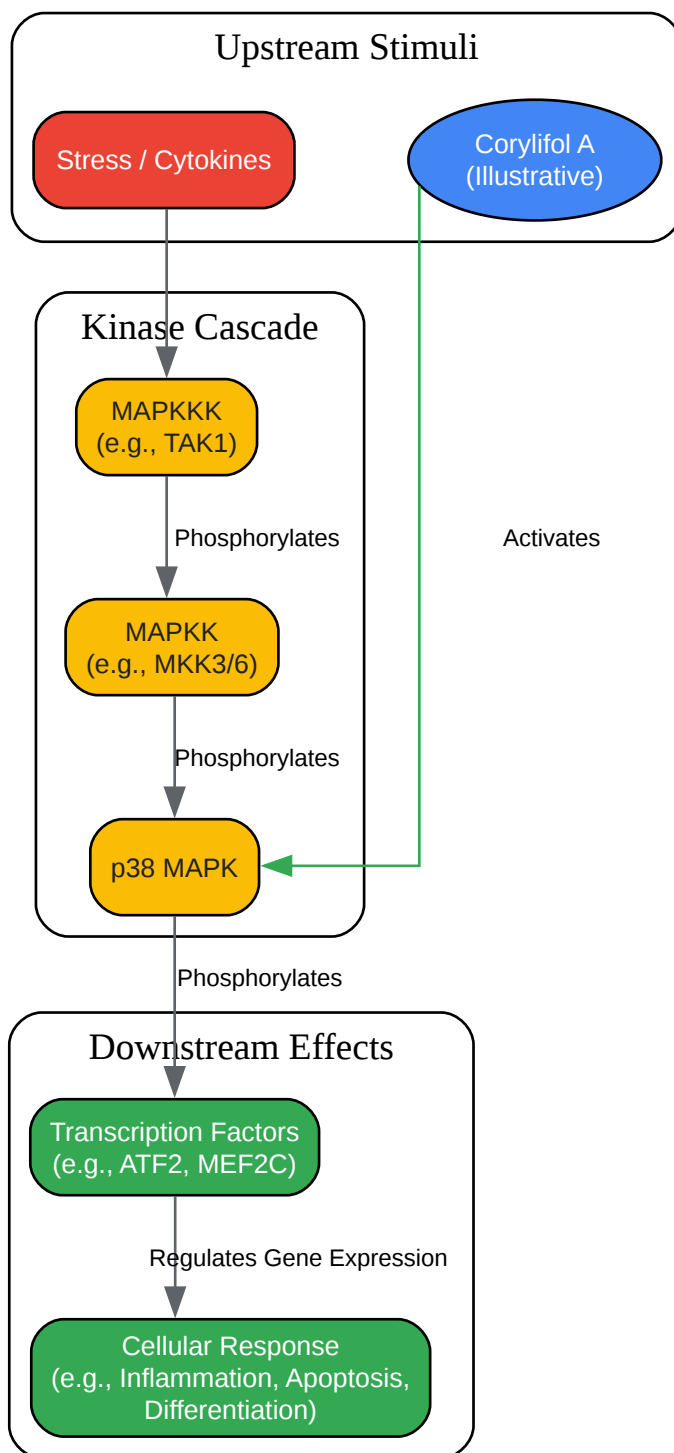 Upstream Stimuli
Stress / Cytokines
Corylifol A
(Illustrative)
Kinase Cascade
MAPKKK
(e.g., TAK1)
Phosphorylates
Activates
MAPKK
(e.g., MKK3/6)
Phosphorylates
p38 MAPK
Phosphorylates
Downstream Effects
Transcription Factors
(e.g., ATF2, MEF2C)
Regulates Gene Expression
Cellular Response
(e.g., Inflammation, Apoptosis,
Differentiation)